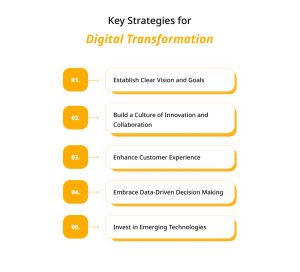 Key Strategies for
Digital Transformation
01.
Establish Clear Vision and Goals
02.
Build a Culture of Innovation and
Collaboration
03.
Enhance Customer Experience
04.
Embrace Data-Driven Decision Making
05.
Invest in Emerging Technologies